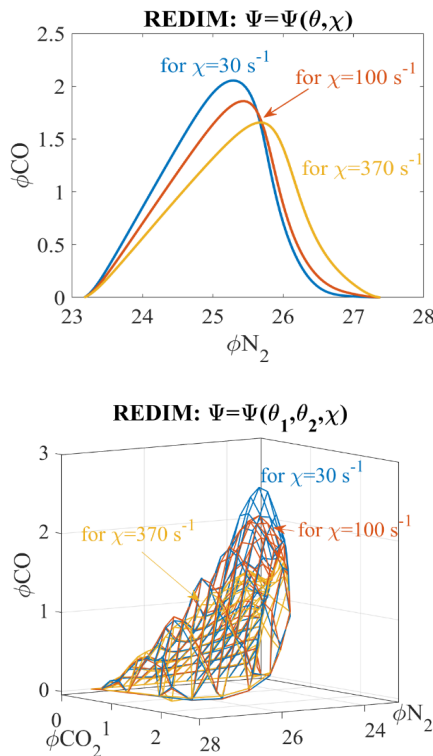 REDIM: Ψ=Ψ(θ,χ)
for χ=30 s⁻¹
for χ=100 s⁻¹
for χ=370 s⁻¹
ϕCO
2.5
2
1.5
1
0.5
0
23 24 25 26 27 28
ϕN₂
REDIM: Ψ=Ψ(θ₁,θ₂,χ)
for χ=30 s⁻¹
for χ=370 s⁻¹
for χ=100 s⁻¹
ϕCO
3
2
1
0
0 1 2
ϕCO₂
28 26 24
ϕN₂